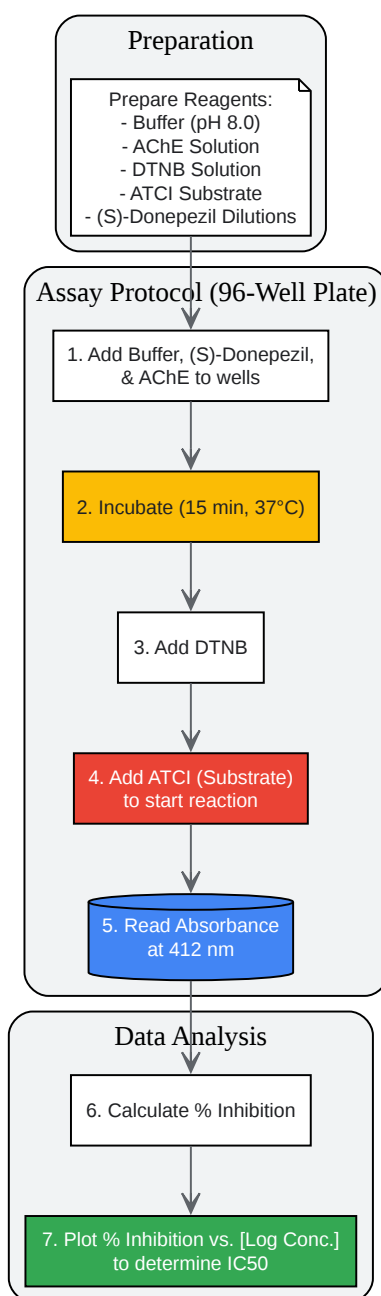 Preparation
Prepare Reagents:
- Buffer (pH 8.0)
- AChE Solution
- DTNB Solution
- ATCI Substrate
- (S)-Donepezil Dilutions
Assay Protocol (96-Well Plate)
1. Add Buffer, (S)-Donepezil,
& AChE to wells
2. Incubate (15 min, 37°C)
3. Add DTNB
4. Add ATCI (Substrate)
to start reaction
5. Read Absorbance
at 412 nm
Data Analysis
6. Calculate % Inhibition
7. Plot % Inhibition vs. [Log Conc.]
to determine IC50